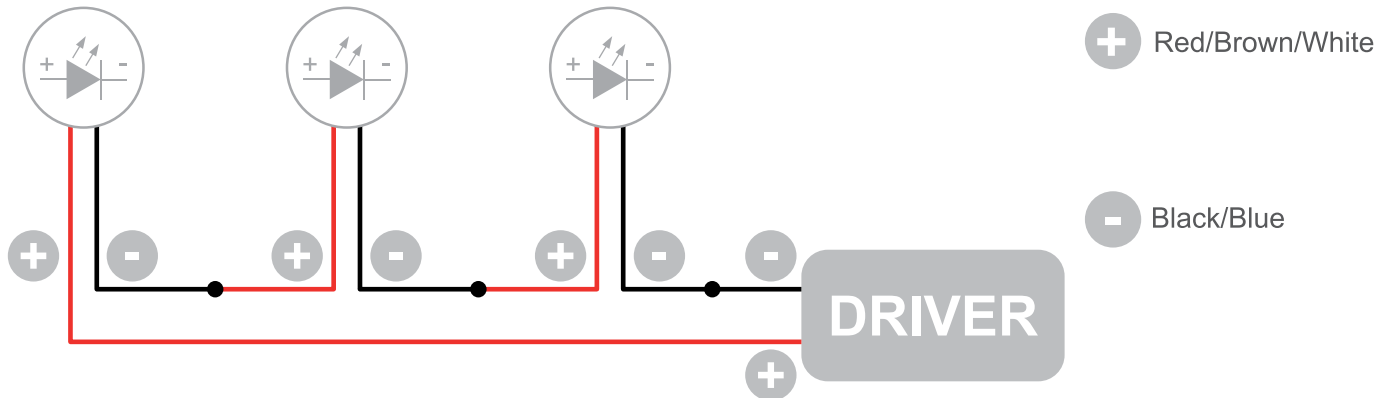 + -
+ -
+ -
+ Red/Brown/White
- Black/Blue
+ - + - + - -
DRIVER
+